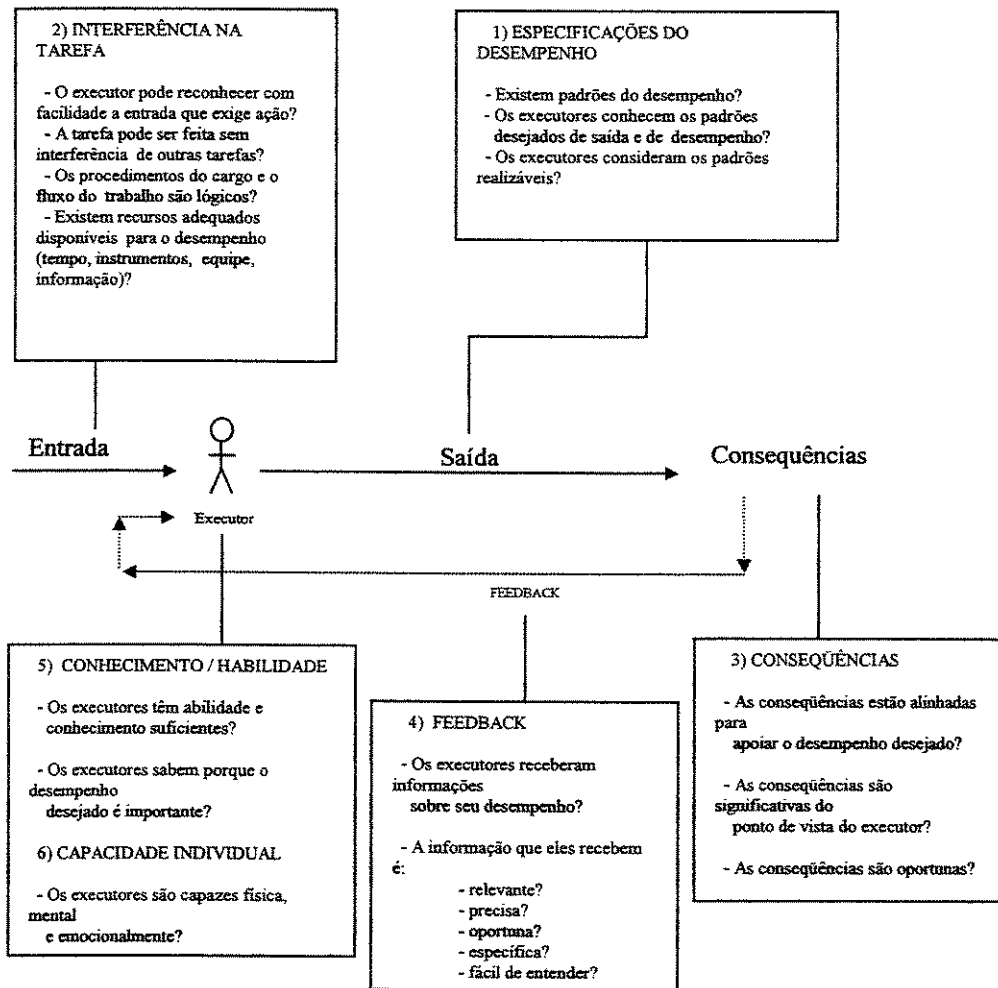 2) INTERFERÊNCIA NA
TAREFA
- O executor pode reconhecer com
facilidade a entrada que exige ação?
- A tarefa pode ser feita sem
interferência de outras tarefas?
- Os procedimentos do cargo e o
fluxo do trabalho são lógicos?
- Existem recursos adequados
disponíveis para o desempenho
(tempo, instrumentos, equipe,
informação)?
1) ESPECIFICAÇÕES DO
DESEMPENHO
- Existem padrões do desempenho?
- Os executores conhecem os padrões
desejados de saída e de desempenho?
- Os executores consideram os padrões
realizáveis?
Entrada
Saída
Consequências
Executor
FEEDBACK
5) CONHECIMENTO / HABILIDADE
- Os executores têm abilidade e
conhecimento suficientes?
- Os executores sabem porque o
desempenho
desejado é importante?
6) CAPACIDADE INDIVIDUAL
- Os executores são capazes física,
mental
e emocionalmente?
4) FEEDBACK
- Os executores receberam
informações
sobre seu desempenho?
- A informação que eles recebem
é:
- relevante?
- precisa?
- oportuna?
- específica?
- fácil de entender?
3) CONSEQÜÊNCIAS
- As conseqüências estão alinhadas
para
apoiar o desempenho desejado?
- As conseqüências são
significativas do
ponto de vista do executor?
- As conseqüências são oportunas?